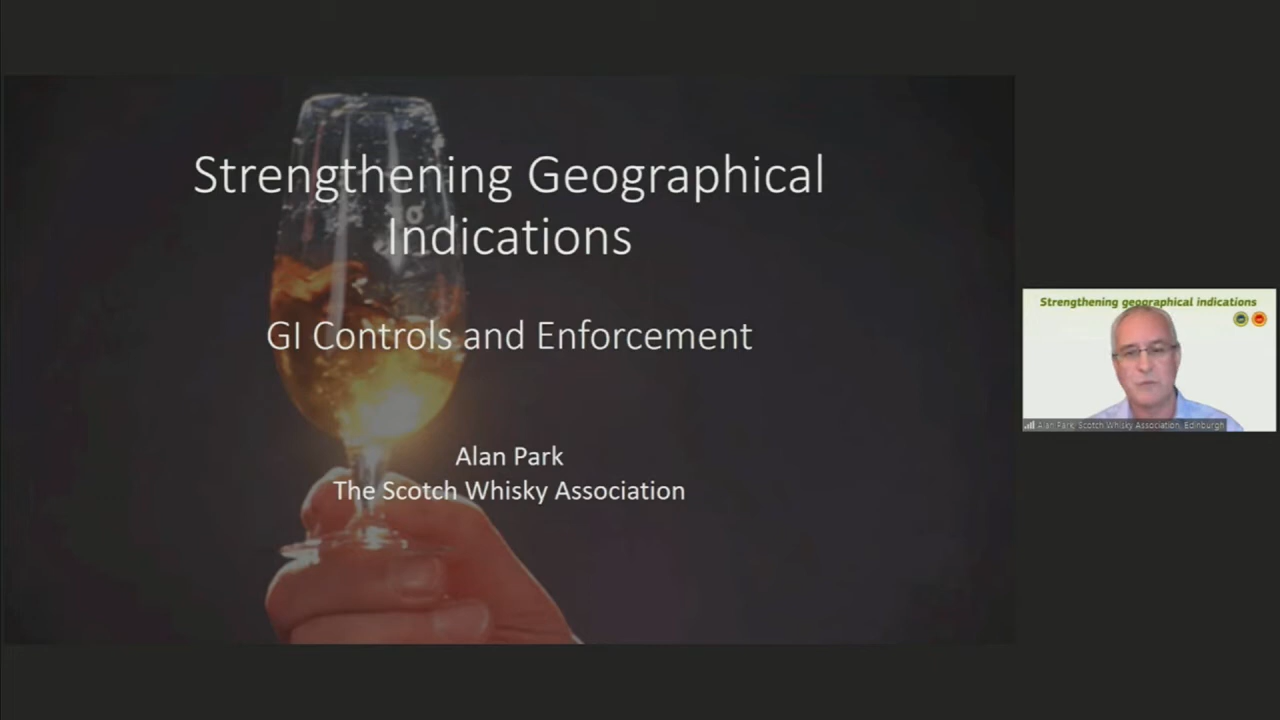 Strengthening Geographical
Indications
GI Controls and Enforcement
Alan Park
The Scotch Whisky Association
Strengthening geographical indications
Alan Park, Scotch Whisky Association, Edinburgh